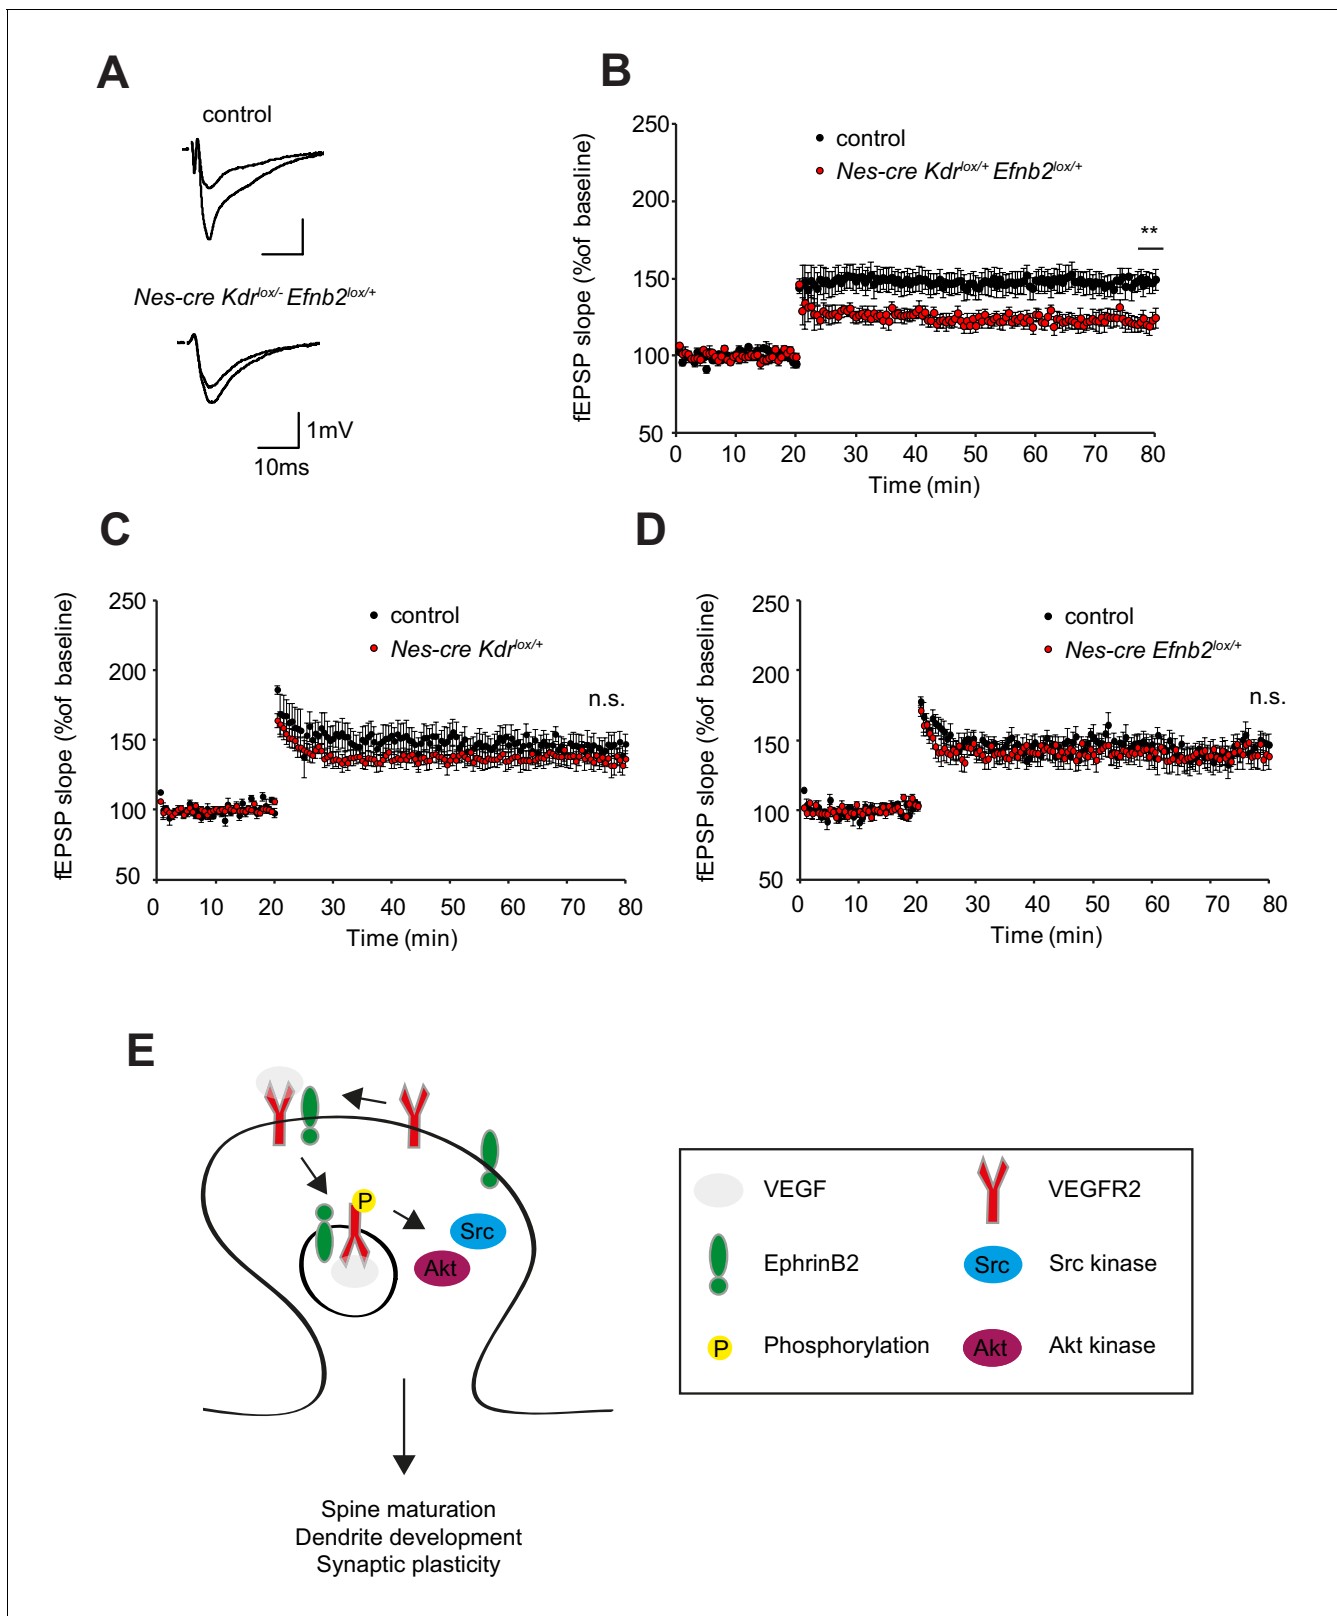 A
control
Nes-cre Kdrlox/- Efnb2lox/+
1mV
10ms
B
fEPSP slope (%of baseline)
250
200
150
100
50
control
Nes-cre Kdrlox/+ Efnb2lox/+
**
0 10 20 30 40 50 60 70 80
Time (min)
C
fEPSP slope (%of baseline)
250
200
150
100
50
control
Nes-cre Kdrlox/+
n.s.
0 10 20 30 40 50 60 70 80
Time (min)
D
fEPSP slope (%of baseline)
250
200
150
100
50
control
Nes-cre Efnb2lox/+
n.s.
0 10 20 30 40 50 60 70 80
Time (min)
E
P
Src
Akt
Spine maturation
Dendrite development
Synaptic plasticity
VEGF
VEGFR2
EphrinB2
Src
Src kinase
P
Phosphorylation
Akt
Akt kinase